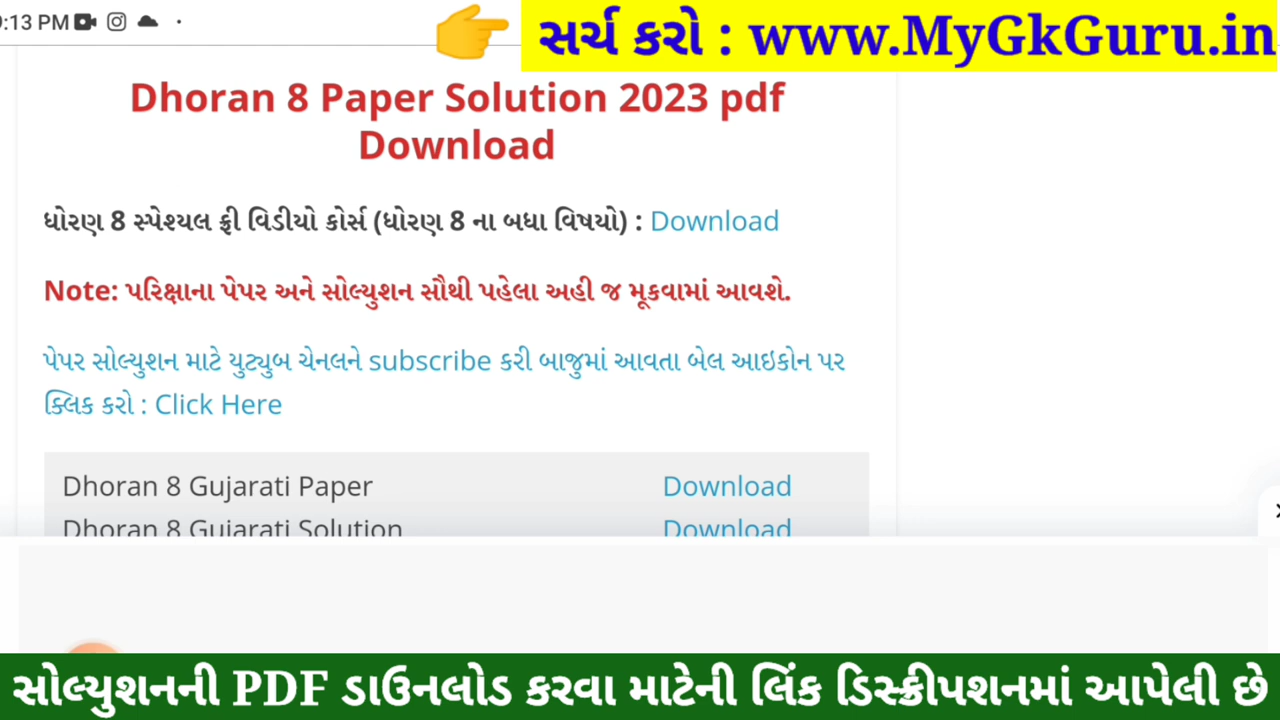 9:13 PM
સર્ચ કરો : www.MyGkGuru.in
Dhoran 8 Paper Solution 2023 pdf
Download
ધોરણ 8 સ્પેશ્યલ ફ્રી વિડીયો કોર્સ (ધોરણ 8 ના બધા વિષયો) : Download
Note: પરિક્ષાના પેપર અને સોલ્યુશન સૌથી પહેલા અહી જ મૂકવામાં આવશે.
પેપર સોલ્યુશન માટે યુટ્યુબ ચેનલને subscribe કરી બાજુમાં આવતા બેલ આઇકોન પર
ક્લિક કરો : Click Here
Dhoran 8 Gujarati Paper Download
Dhoran 8 Gujarati Solution Download
સોલ્યુશનની PDF ડાઉનલોડ કરવા માટેની લિંક ડિસ્ક્રીપશનમાં આપેલી છે